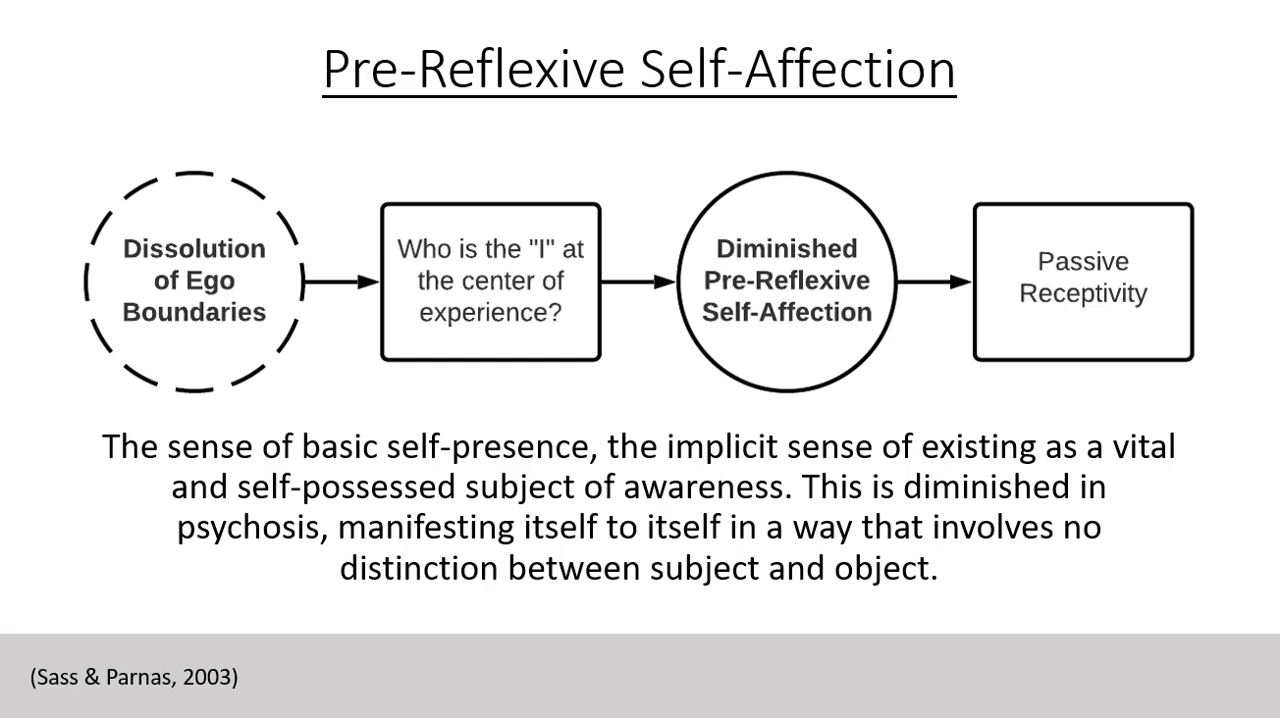 Pre-Reflexive Self-Affection
Dissolution
of Ego
Boundaries
Who is the "I" at
the center of
experience?
Diminished
Pre-Reflexive
Self-Affection
Passive
Receptivity
The sense of basic self-presence, the implicit sense of existing as a vital
and self-possessed subject of awareness. This is diminished in
psychosis, manifesting itself to itself in a way that involves no
distinction between subject and object.
(Sass & Parnas, 2003)